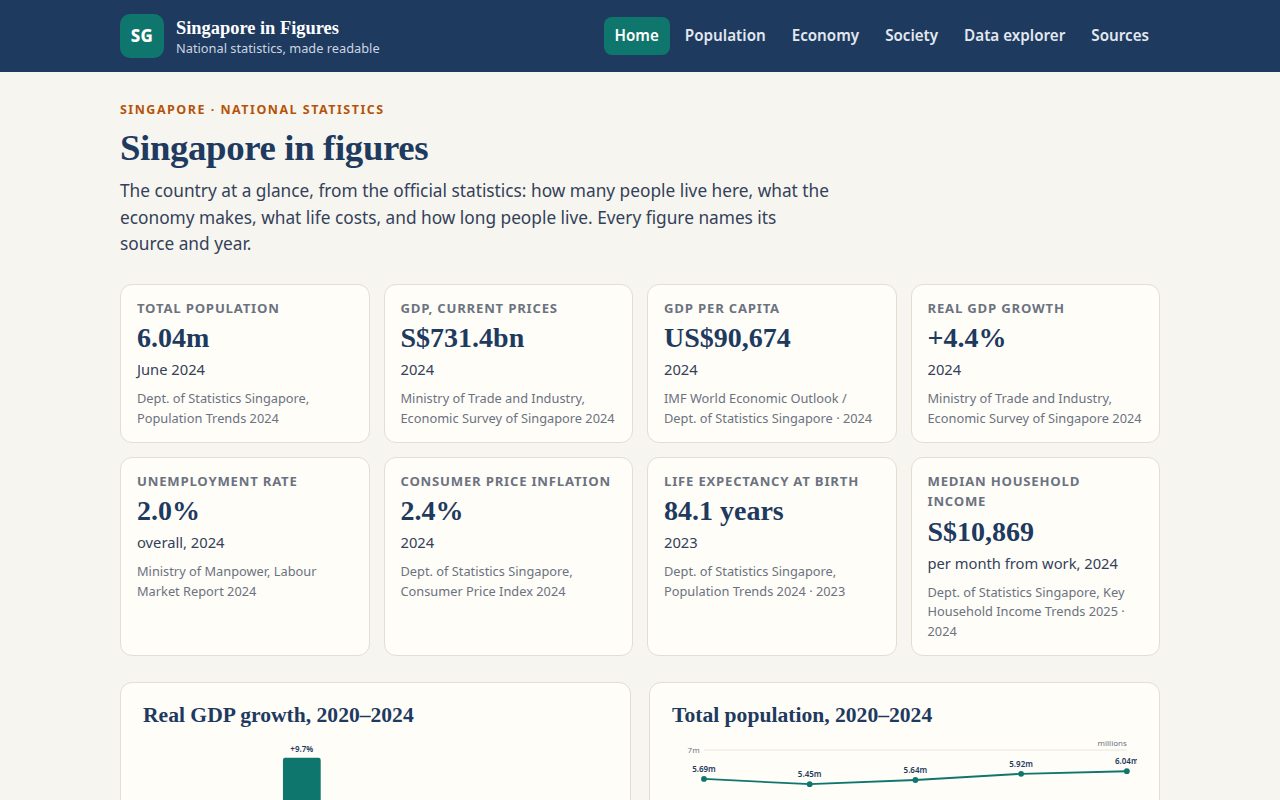 SG
Singapore in Figures
National statistics, made readable
Home Population Economy Society Data explorer Sources
SINGAPORE · NATIONAL STATISTICS
Singapore in figures
The country at a glance, from the official statistics: how many people live here, what the
economy makes, what life costs, and how long people live. Every figure names its
source and year.
TOTAL POPULATION
6.04m
June 2024
Dept. of Statistics Singapore,
Population Trends 2024
GDP, CURRENT PRICES
S$731.4bn
2024
Ministry of Trade and Industry,
Economic Survey of Singapore 2024
GDP PER CAPITA
US$90,674
2024
IMF World Economic Outlook /
Dept. of Statistics Singapore · 2024
REAL GDP GROWTH
+4.4%
2024
Ministry of Trade and Industry,
Economic Survey of Singapore 2024
UNEMPLOYMENT RATE
2.0%
overall, 2024
Ministry of Manpower, Labour
Market Report 2024
CONSUMER PRICE INFLATION
2.4%
2024
Dept. of Statistics Singapore,
Consumer Price Index 2024
LIFE EXPECTANCY AT BIRTH
84.1 years
2023
Dept. of Statistics Singapore,
Population Trends 2024 · 2023
MEDIAN HOUSEHOLD
INCOME
S$10,869
per month from work, 2024
Dept. of Statistics Singapore, Key
Household Income Trends 2025 ·
2024
Real GDP growth, 2020–2024
+9.7%
Total population, 2020–2024
millions
7m
5.69m 5.45m 5.64m 5.92m 6.04m